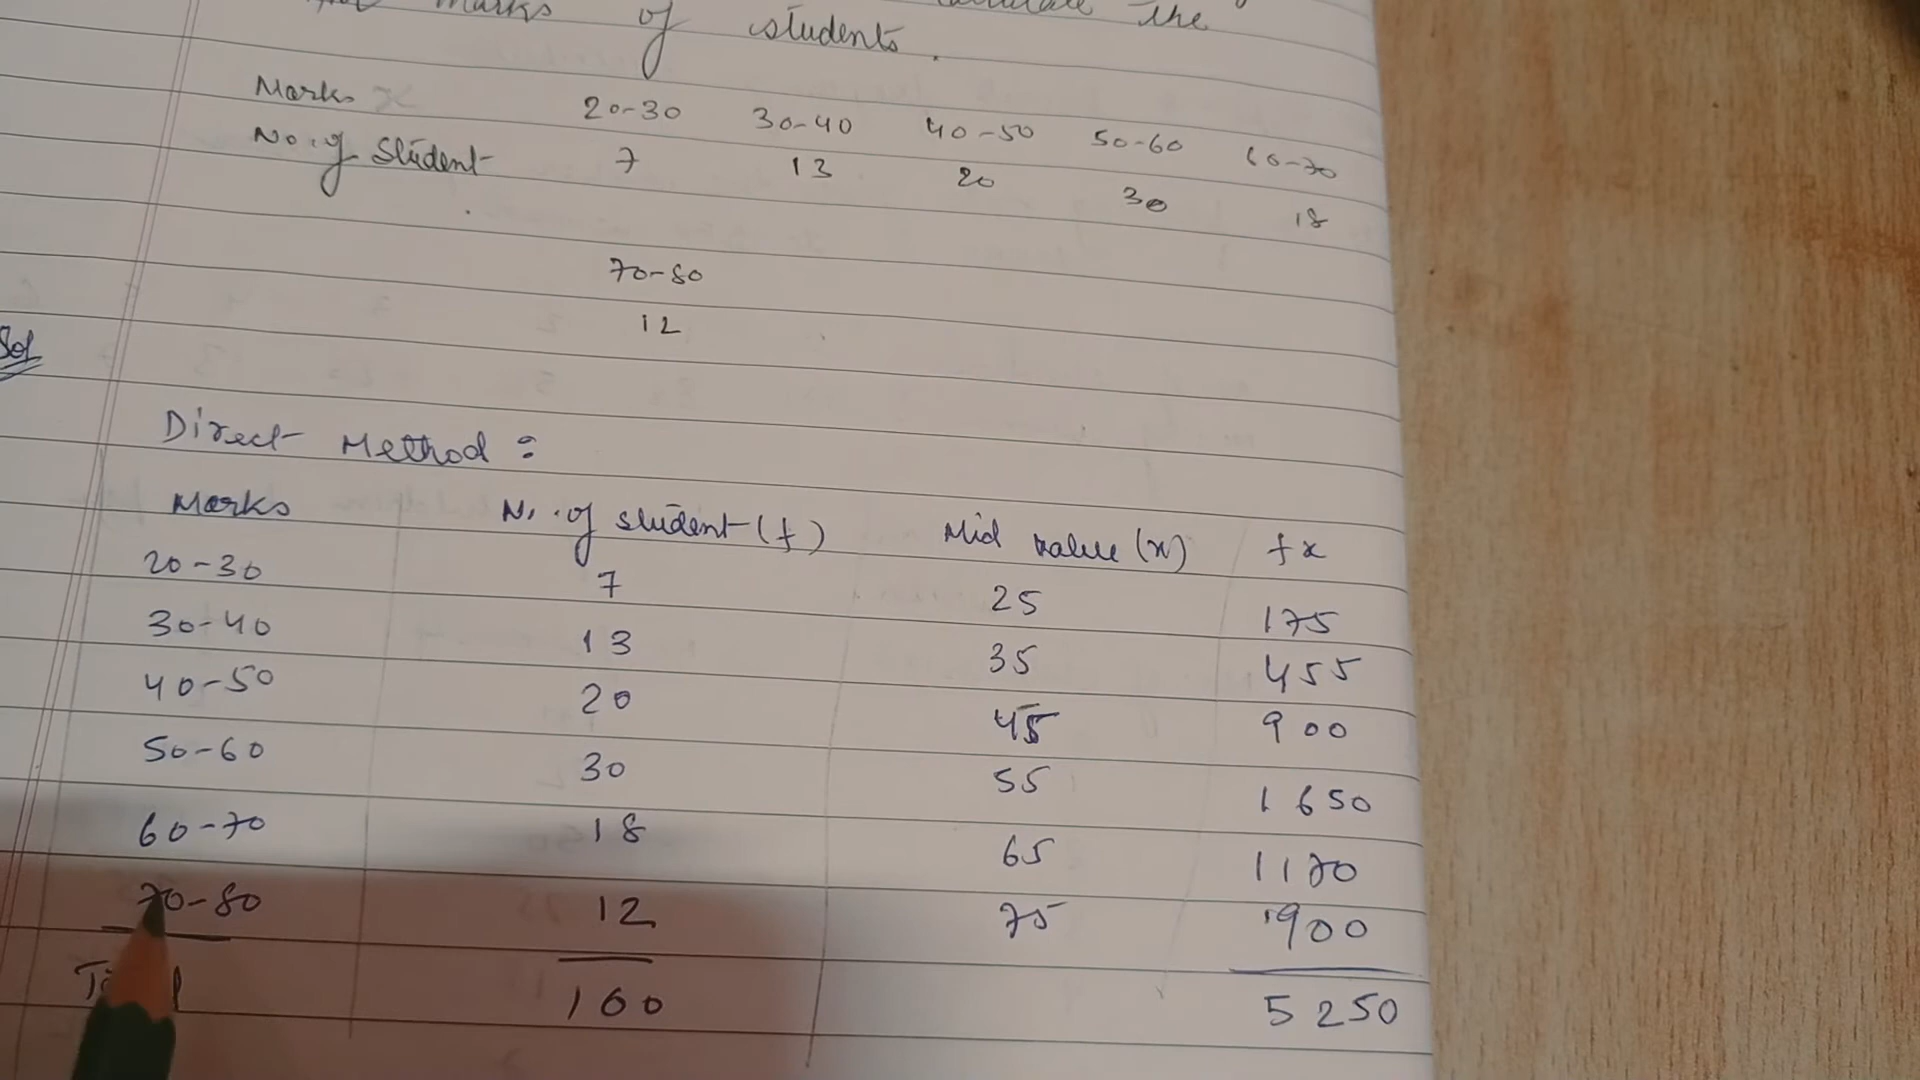 marks of students. the
Marks x 20-30 30-40 40-50 50-60 60-70
No. of Student 7 13 20 30 18
70-80
12
Sol
Direct Method :
Marks No. of student (f) Mid value (x) fx
20-30 7 25 175
30-40 13 35 455
40-50 20 45 900
50-60 30 55 1650
60-70 18 65 1170
70-80 12 75 900
100 5250